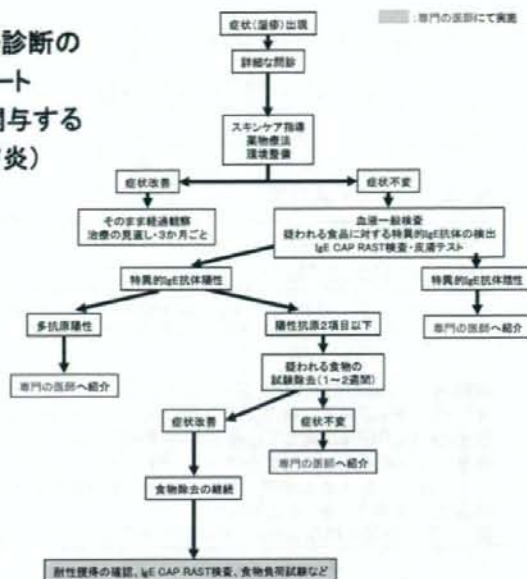 診断の
ート
関与する
炎）
：専門の医師にて実施
症状（湿疹）出現
詳細な問診
スキンケア指導
薬物療法
環境整備
症状改善
症状不変
そのまま経過観察
治療の見直し・3か月ごと
血液一般検査
疑われる食品に対する特異的IgE抗体の検出
IgE CAP RAST検査・皮膚テスト
特異的IgE抗体陽性
特異的IgE抗体陰性
多抗原陽性
陽性抗原2項目以下
専門の医師へ紹介
専門の医師へ紹介
疑われる食物の
試験除去（1～2週間）
症状改善
症状不変
専門の医師へ紹介
食物除去の継続
耐性獲得の確認、IgE CAP RAST検査、食物負荷試験など